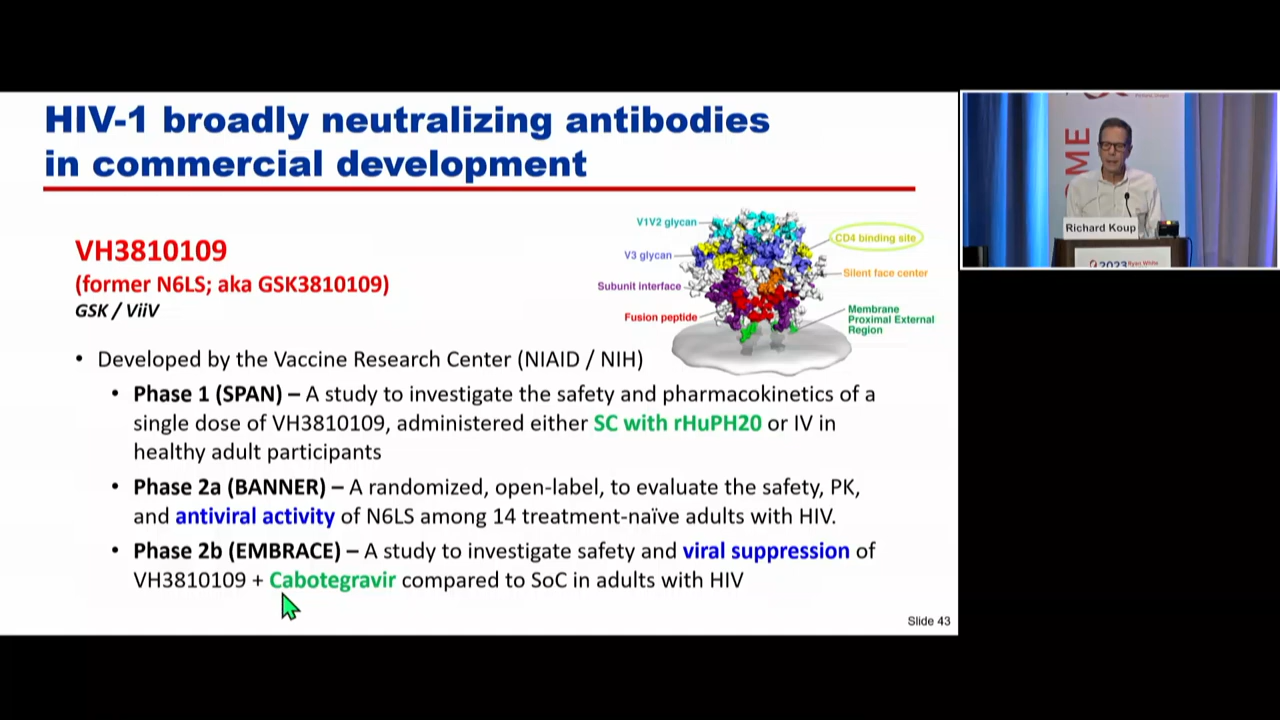 HIV-1 broadly neutralizing antibodies
in commercial development
VH3810109
(former N6LS; aka GSK3810109)
GSK / ViiV
V1V2 glycan
V3 glycan
Subunit interface
Fusion peptide
CD4 binding site
Silent face center
Membrane
Proximal External
Region
• Developed by the Vaccine Research Center (NIAID / NIH)
• Phase 1 (SPAN) – A study to investigate the safety and pharmacokinetics of a
single dose of VH3810109, administered either SC with rHuPH20 or IV in
healthy adult participants
• Phase 2a (BANNER) – A randomized, open-label, to evaluate the safety, PK,
and antiviral activity of N6LS among 14 treatment-naïve adults with HIV.
• Phase 2b (EMBRACE) – A study to investigate safety and viral suppression of
VH3810109 + Cabotegravir compared to SoC in adults with HIV
Slide 43
OME
Richard Koup
2023 Ryan White